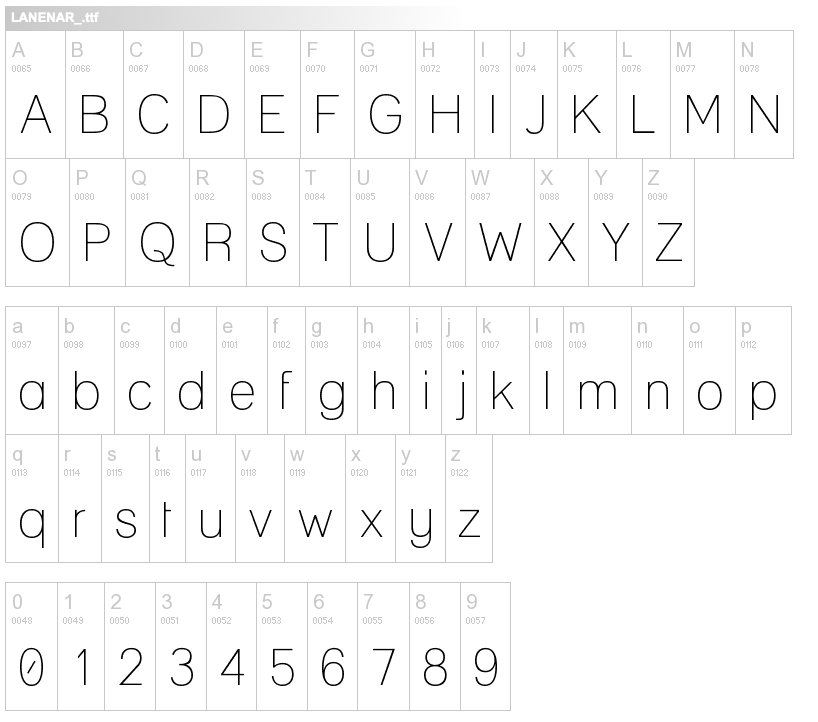 LANENAR_.ttf
A B C D E F G H I J K L M N
0065 0066 0067 0068 0069 0070 0071 0072 0073 0074 0075 0076 0077 0078
A B C D E F G H I J K L M N
O P Q R S T U V W X Y Z
0079 0080 0081 0082 0083 0084 0085 0086 0087 0088 0089 0090
O P Q R S T U V W X Y Z
a b c d e f g h i j k l m n o p
0097 0098 0099 0100 0101 0102 0103 0104 0105 0106 0107 0108 0109 0110 0111 0112
a b c d e f g h i j k l m n o p
q r s t u v w x y z
0113 0114 0115 0116 0117 0118 0119 0120 0121 0122
q r s t u v w x y z
0 1 2 3 4 5 6 7 8 9
0048 0049 0050 0051 0052 0053 0054 0055 0056 0057
0 1 2 3 4 5 6 7 8 9